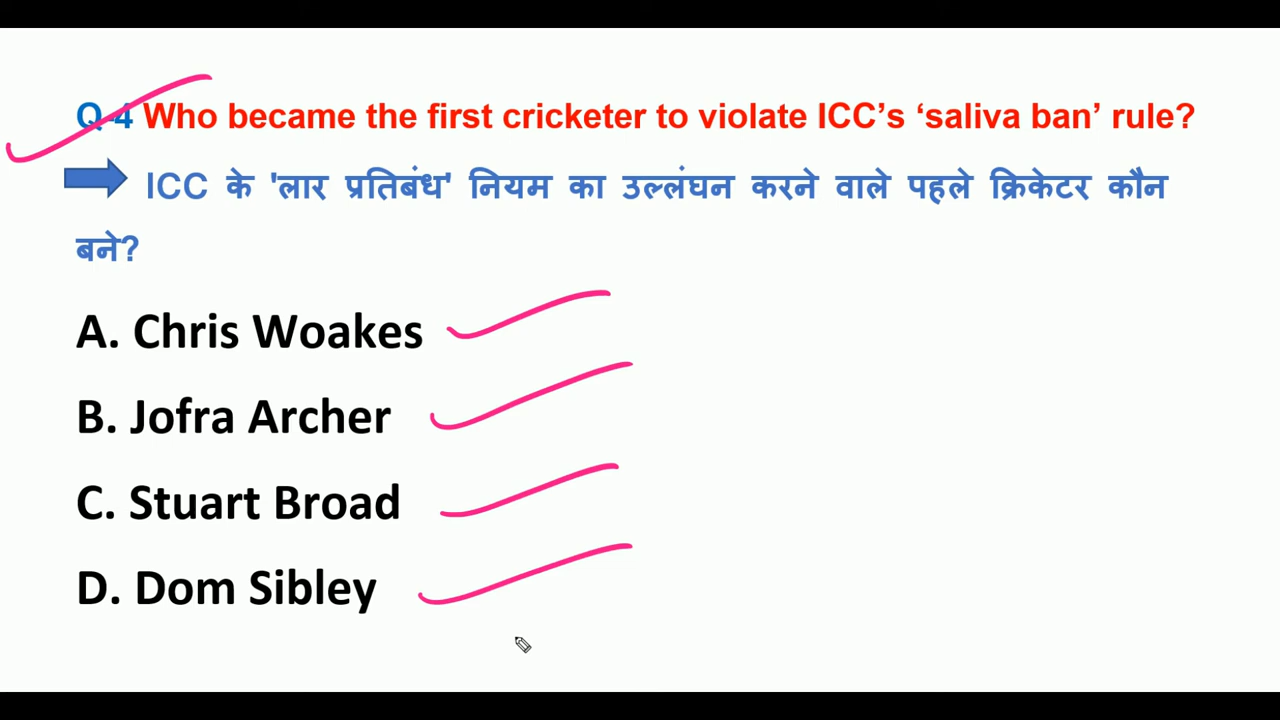 Q-4 Who became the first cricketer to violate ICC’s ‘saliva ban’ rule?
ICC के 'लार प्रतिबंध' नियम का उल्लंघन करने वाले पहले क्रिकेटर कौन
बने?
A. Chris Woakes
B. Jofra Archer
C. Stuart Broad
D. Dom Sibley